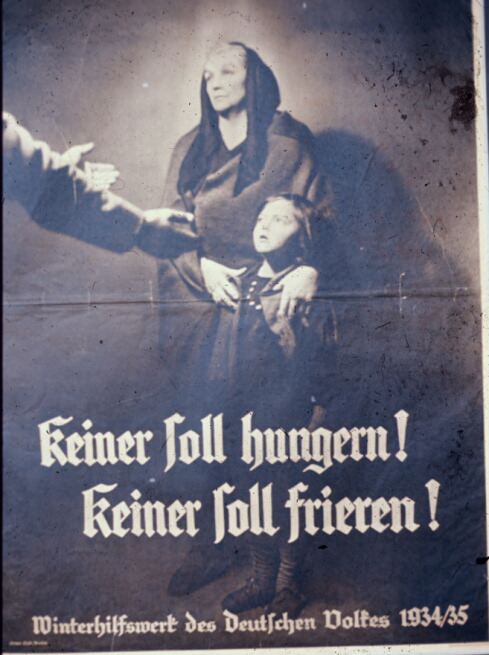 Keiner soll hungern!
Keiner soll frieren!
Winterhilfswerk des Deutschen Volkes 1934/35